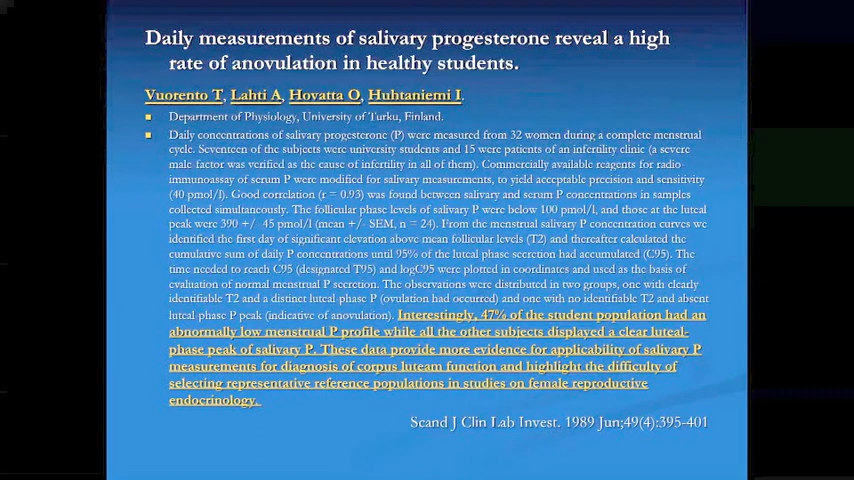 Daily measurements of salivary progesterone reveal a high
rate of anovulation in healthy students.
Vuorento T, Lahti A, Hovatta O, Huhtaniemi I.
Department of Physiology, University of Turku, Finland.
Daily concentrations of salivary progesterone (P) were measured from 32 women during a complete menstrual
cycle. Seventeen of the subjects were university students and 15 were patients of an infertility clinic (a severe
male-factor was verified as the cause of infertility in all of them). Commercially available reagents for radio-
immunoassay of serum P were modified for salivary measurements, to yield acceptable precision and sensitivity
(40 pmol/l). Good correlation (r = 0.93) was found between salivary and serum P concentrations in samples
collected simultaneously. The follicular phase levels of salivary P were below 100 pmol/l, and those at the luteal
peak were 390 +/- 45 pmol/l (mean +/- SEM, n = 24). From the menstrual salivary P concentration curves we
identified the first day of significant elevation above mean follicular levels (T2) and thereafter calculated the
cumulative sum of daily P concentrations until 95% of the luteal phase secretion had accumulated (C95). The
time needed to reach C95 (designated T95) and logC95 were plotted in coordinates and used as the basis of
evaluation of normal menstrual P secretion. The observations were distributed in two groups, one with clearly
identifiable T2 and a distinct luteal-phase P (ovulation had occurred) and one with no identifiable T2 and absent
luteal-phase P peak (indicative of anovulation). Interestingly, 47% of the student population had an
abnormally low menstrual P profile while all the other subjects displayed a clear luteal-
phase peak of salivary P. These data provide more evidence for applicability of salivary P
measurements for diagnosis of corpus luteam function and highlight the difficulty of
selecting representative reference populations in studies on female reproductive
endocrinology.
Scand J Clin Lab Invest. 1989 Jun;49(4):395-401